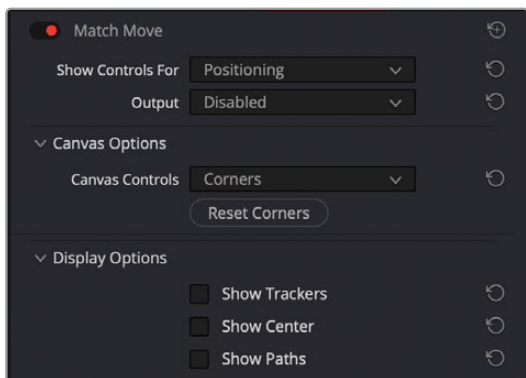 Match Move
Show Controls For Positioning
Output Disabled
Canvas Options
Canvas Controls Corners
Reset Corners
Display Options
Show Trackers
Show Center
Show Paths